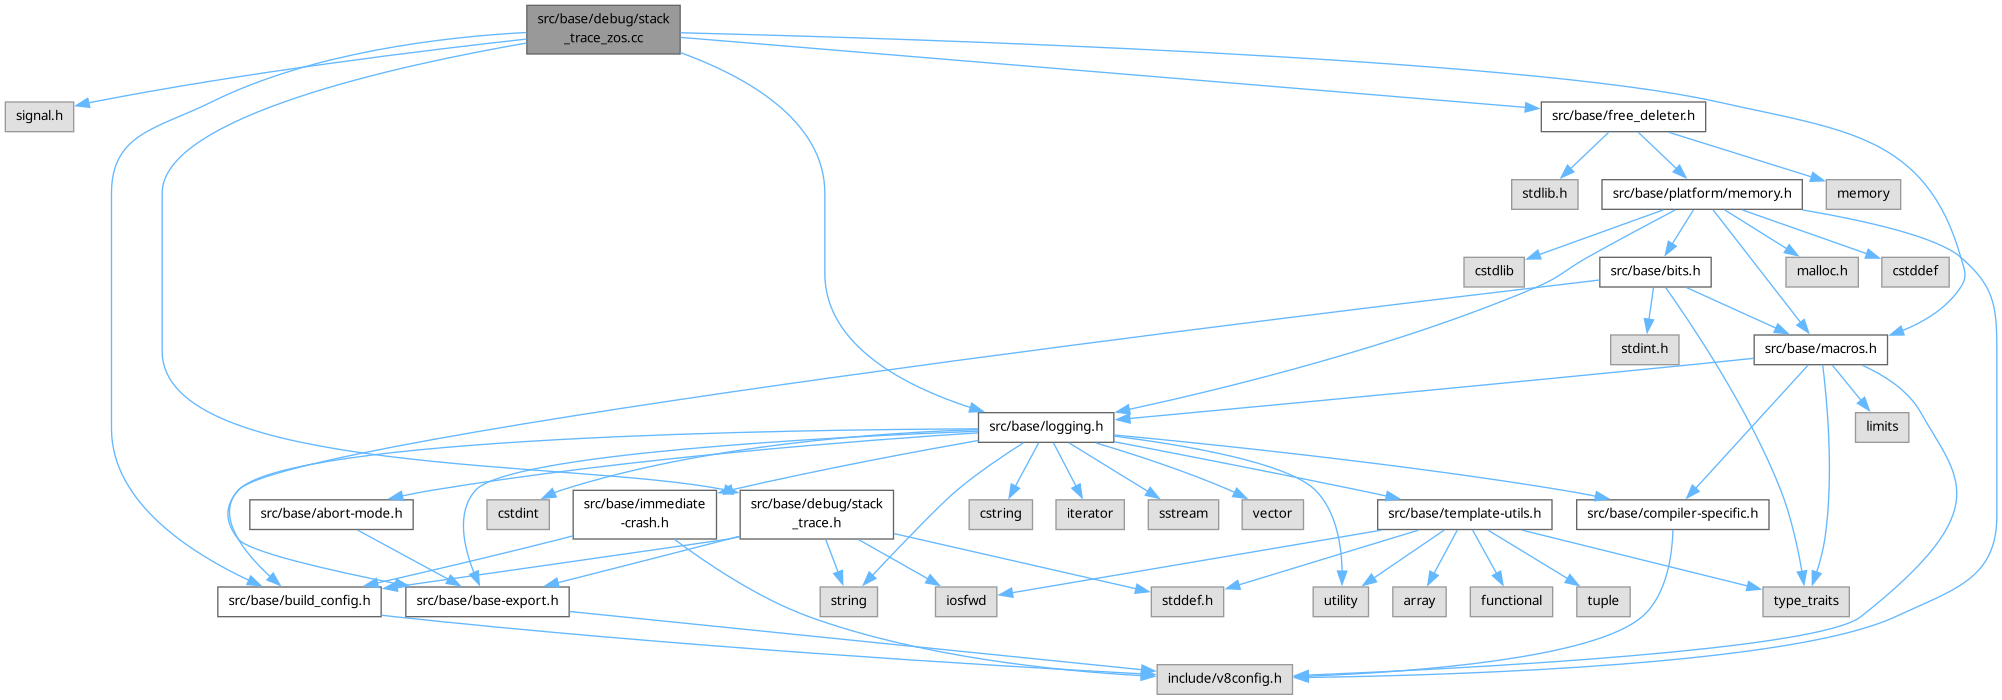 src/base/debug/stack
_trace_zos.cc
signal.h
src/base/free_deleter.h
stdlib.h
src/base/platform/memory.h
memory
cstdlib
src/base/bits.h
malloc.h
cstddef
stdint.h
src/base/macros.h
src/base/logging.h
limits
src/base/abort-mode.h
cstdint
src/base/immediate
-crash.h
src/base/debug/stack
_trace.h
cstring
iterator
sstream
vector
src/base/template-utils.h
src/base/compiler-specific.h
src/base/build_config.h
src/base/base-export.h
string
iosfwd
stddef.h
utility
array
functional
tuple
type_traits
include/v8config.h